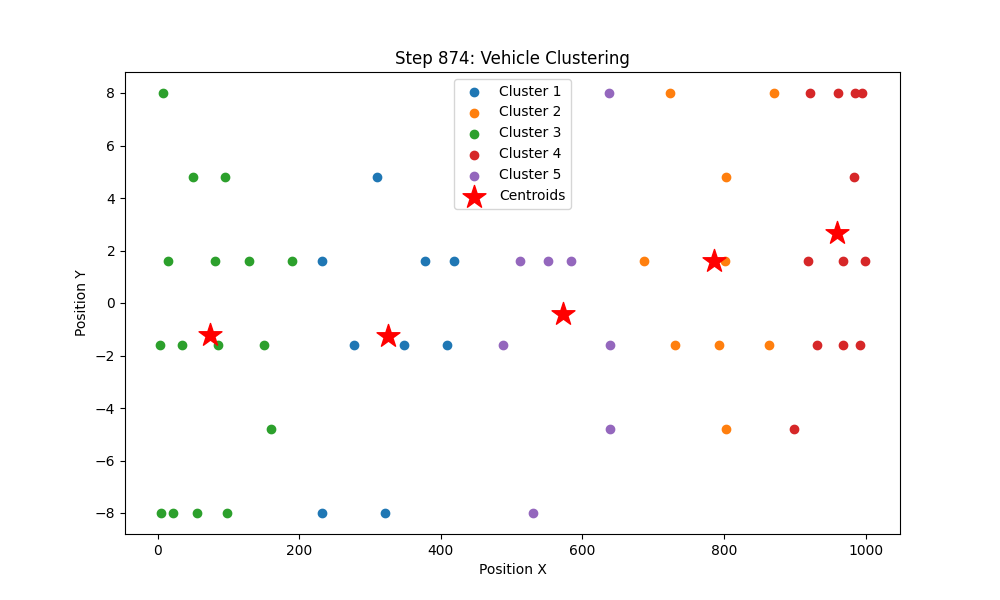 Step 874: Vehicle Clustering
Cluster 1
Cluster 2
Cluster 3
Cluster 4
Cluster 5
Centroids
Position Y
8
6
4
2
0
−2
−4
−6
−8
0 200 400 600 800 1000
Position X